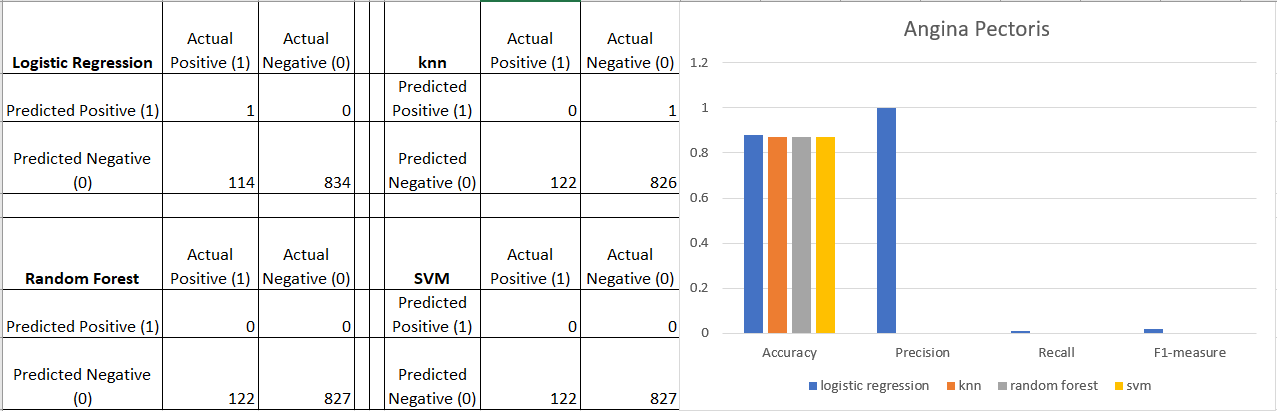 Actual Actual Actual Actual
Logistic Regression Positive (1) Negative (0) knn Positive (1) Negative (0)
Predicted
Predicted Positive (1) 1 0 Positive (1) 0 1
Predicted Negative Predicted
(0) 114 834 Negative (0) 122 826
Actual Actual Actual Actual
Random Forest Positive (1) Negative (0) SVM Positive (1) Negative (0)
Predicted
Predicted Positive (1) 0 0 Positive (1) 0 0
Predicted Negative Predicted
(0) 122 827 Negative (0) 122 827
Angina Pectoris
1.2
1
0.8
0.6
0.4
0.2
0
Accuracy Precision Recall F1-measure
logistic regression knn random forest svm